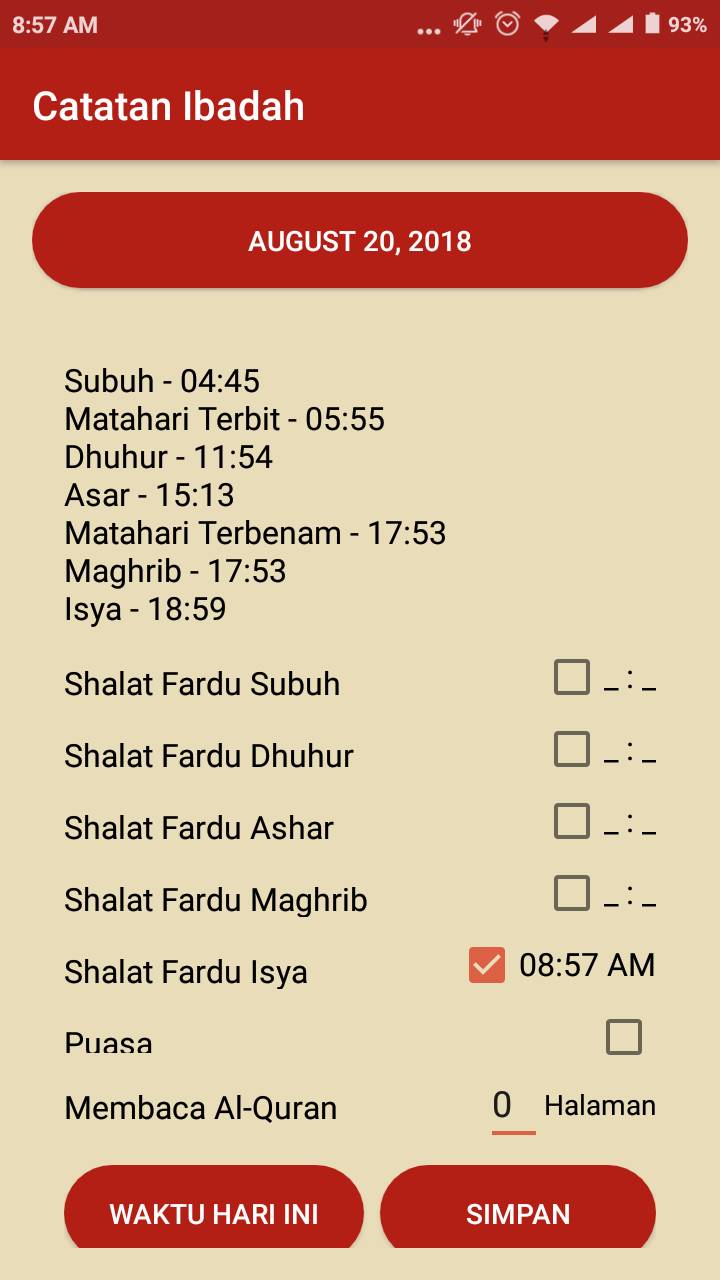 8:57 AM
93%
Catatan Ibadah
AUGUST 20, 2018
Subuh - 04:45
Matahari Terbit - 05:55
Dhuhur - 11:54
Asar - 15:13
Matahari Terbenam - 17:53
Maghrib - 17:53
Isya - 18:59
Shalat Fardu Subuh _ : _
Shalat Fardu Dhuhur _ : _
Shalat Fardu Ashar _ : _
Shalat Fardu Maghrib _ : _
Shalat Fardu Isya 08:57 AM
Puasa
Membaca Al-Quran 0 Halaman
WAKTU HARI INI
SIMPAN